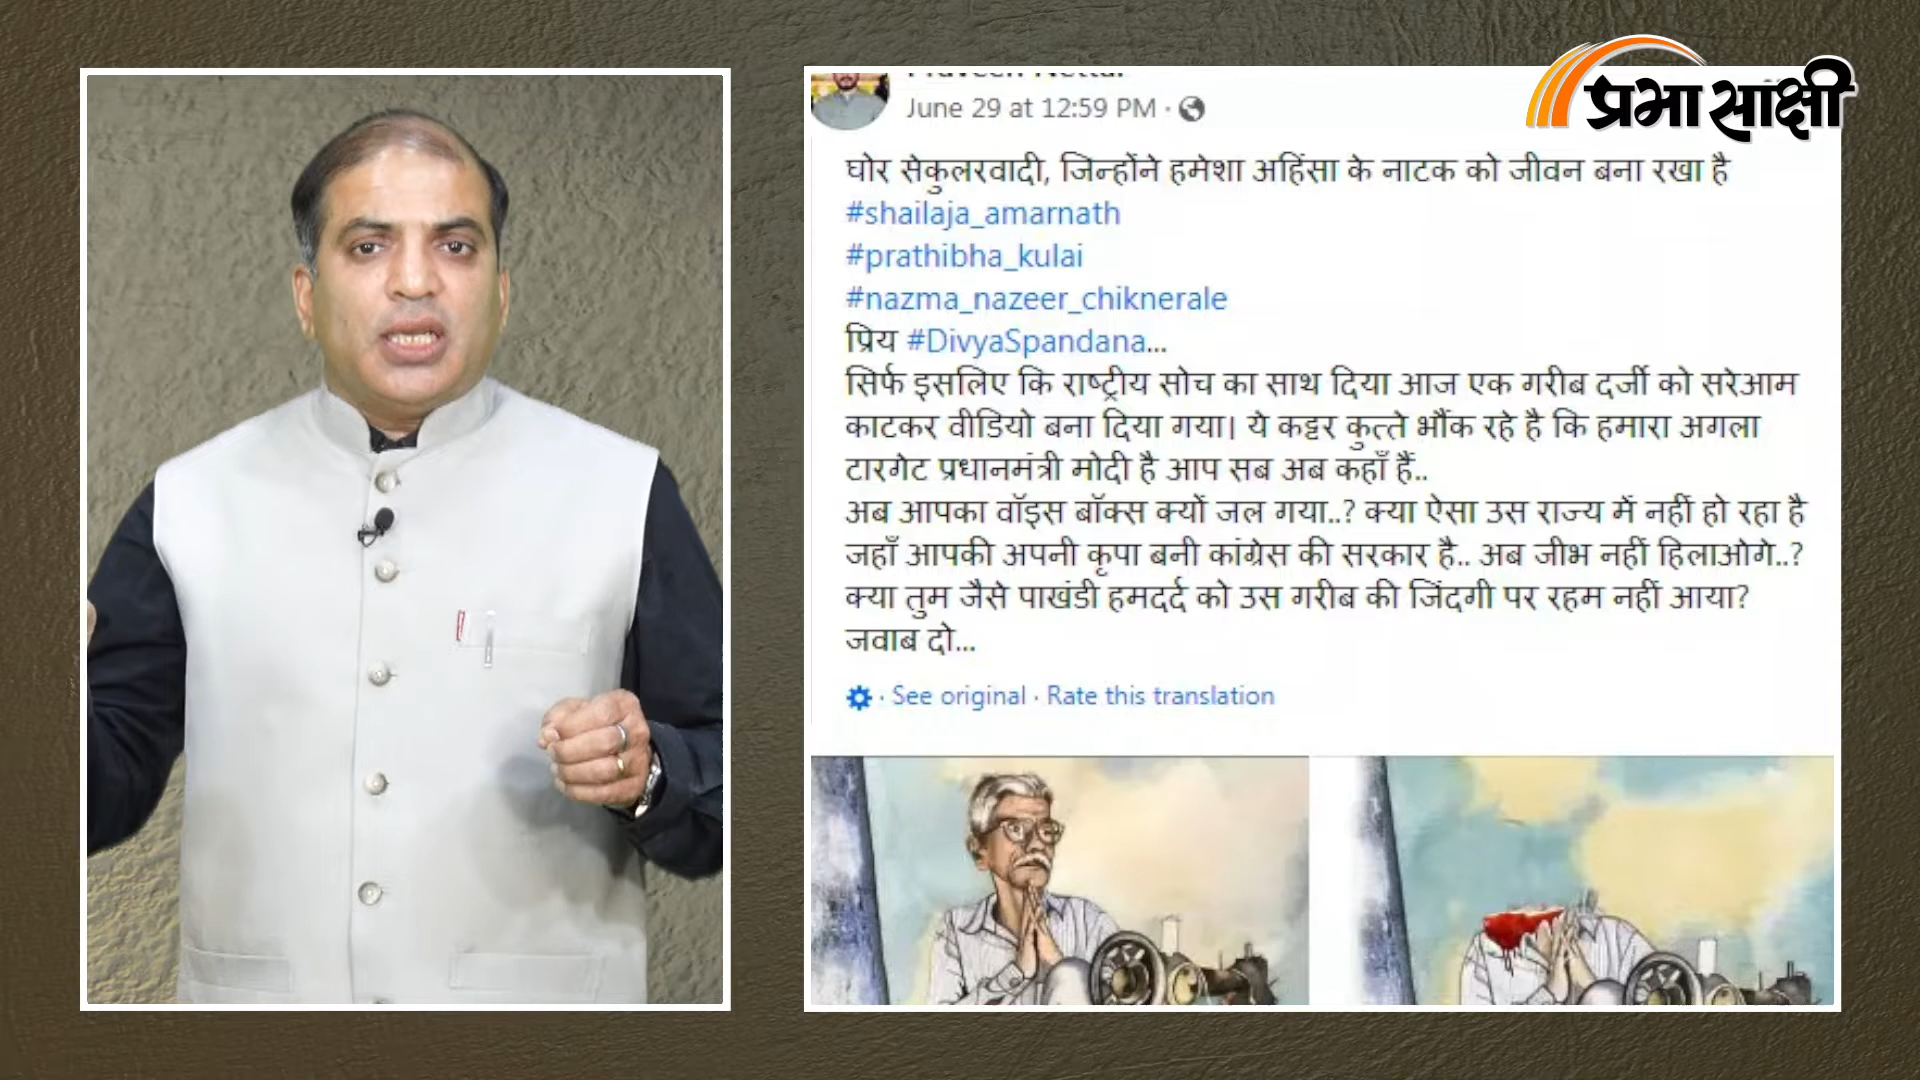 प्रभा साक्षी
June 29 at 12:59 PM ·
घोर सेकुलरवादी, जिन्होंने हमेशा अहिंसा के नाटक को जीवन बना रखा है
#shailaja_amarnath
#prathibha_kulai
#nazma_nazeer_chiknerale
प्रिय #DivyaSpandana...
सिर्फ इसलिए कि राष्ट्रीय सोच का साथ दिया आज एक गरीब दर्जी को सरेआम
काटकर वीडियो बना दिया गया। ये कट्टर कुत्ते भौंक रहे है कि हमारा अगला
टारगेट प्रधानमंत्री मोदी है आप सब अब कहाँ हैं..
अब आपका वॉइस बॉक्स क्यों जल गया..? क्या ऐसा उस राज्य में नहीं हो रहा है
जहाँ आपकी अपनी कृपा बनी कांग्रेस की सरकार है.. अब जीभ नहीं हिलाओगे..?
क्या तुम जैसे पाखंडी हमदर्द को उस गरीब की जिंदगी पर रहम नहीं आया?
जवाब दो...
· See original · Rate this translation